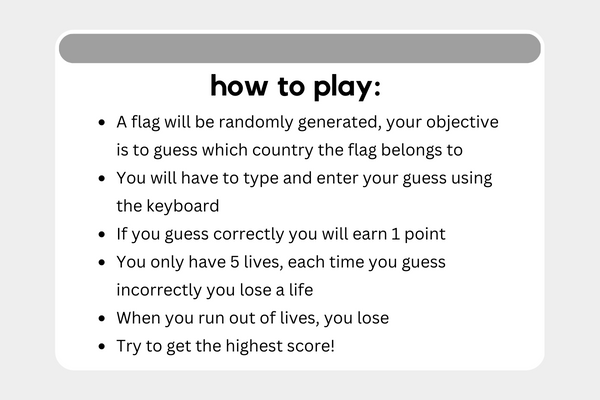 how to play:
• A flag will be randomly generated, your objective
is to guess which country the flag belongs to
• You will have to type and enter your guess using
the keyboard
• If you guess correctly you will earn 1 point
• You only have 5 lives, each time you guess
incorrectly you lose a life
• When you run out of lives, you lose
• Try to get the highest score!